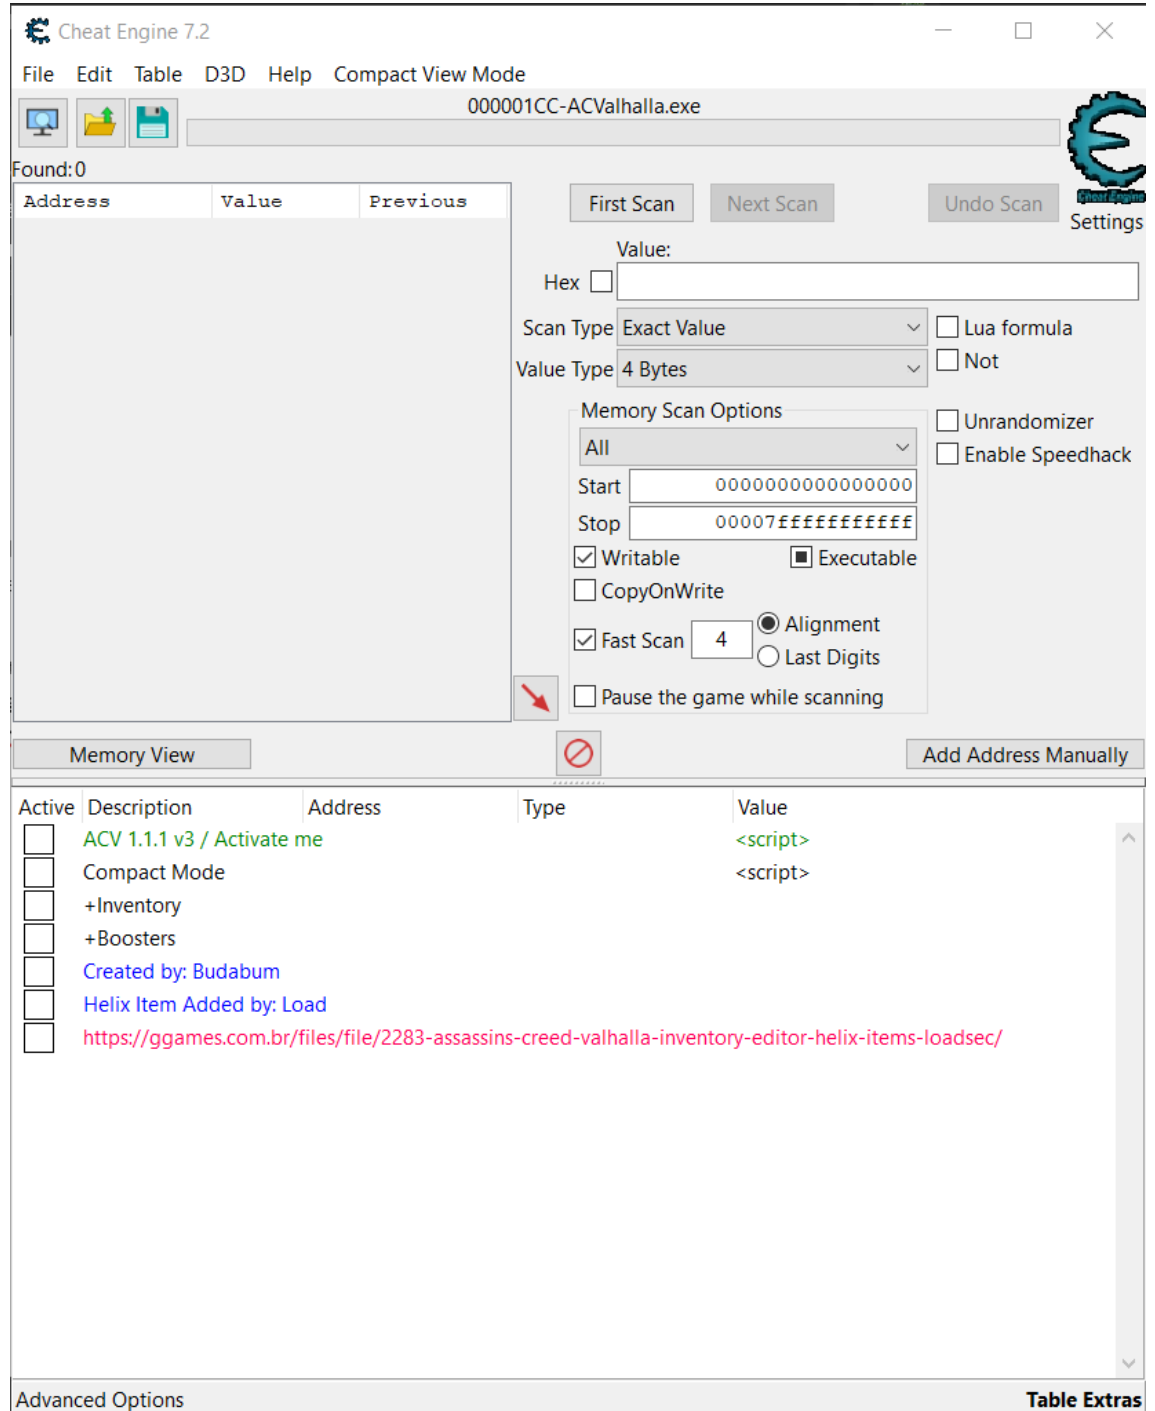 Cheat Engine 7.2
File Edit Table D3D Help Compact View Mode
000001CC-ACValhalla.exe
Found:0
Address Value Previous
First Scan Next Scan Undo Scan
Cheat Engine
Settings
Value:
Hex
Scan Type Exact Value Lua formula
Value Type 4 Bytes Not
Memory Scan Options
Unrandomizer
All
Enable Speedhack
Start 0000000000000000
Stop 00007fffffffffff
Writable Executable
CopyOnWrite
Fast Scan 4 Alignment
Last Digits
Pause the game while scanning
Memory View Add Address Manually
Active Description Address Type Value
ACV 1.1.1 v3 / Activate me <script>
Compact Mode <script>
+Inventory
+Boosters
Created by: Budabum
Helix Item Added by: Load
https://ggames.com.br/files/file/2283-assassins-creed-valhalla-inventory-editor-helix-items-loadsec/
Advanced Options Table Extras